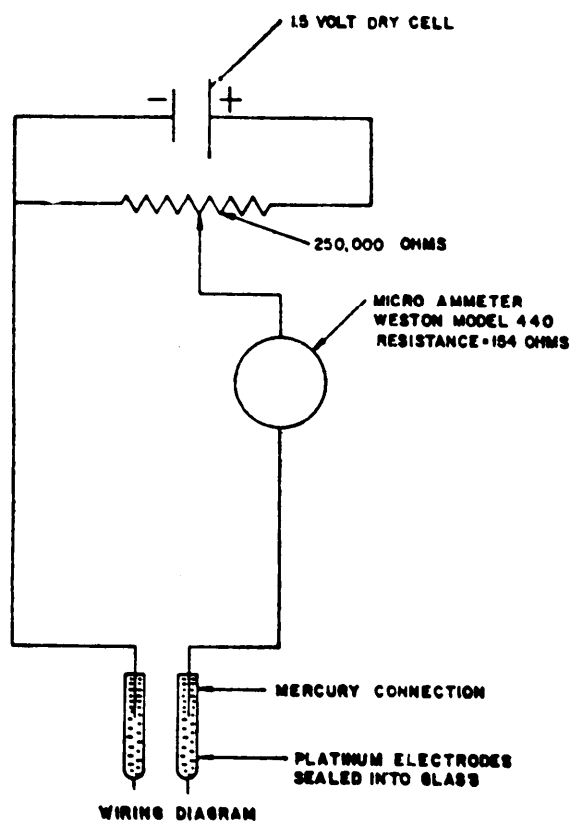 1.5 VOLT DRY CELL
− +
250,000 OHMS
MICRO AMMETER
WESTON MODEL 440
RESISTANCE=154 OHMS
MERCURY CONNECTION
PLATINUM ELECTRODES
SEALED INTO GLASS
WIRING DIAGRAM